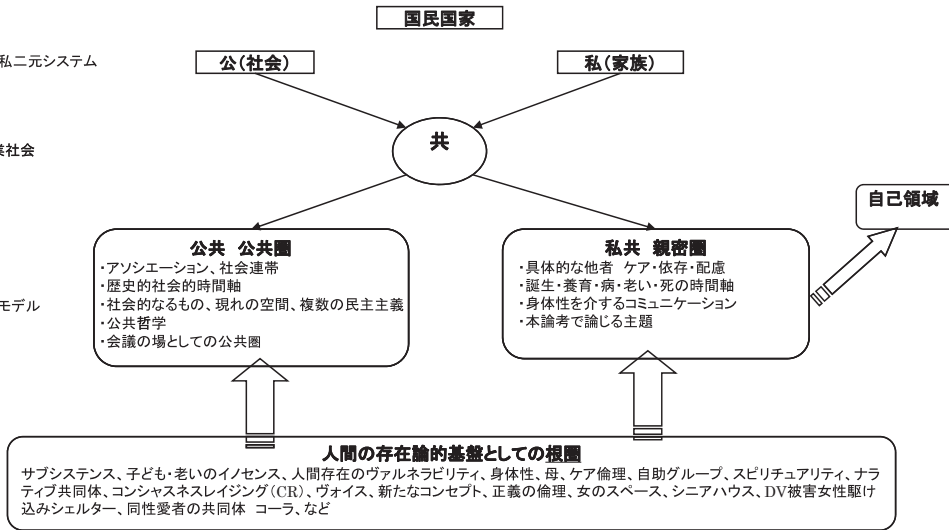 国民国家
私二元システム
公(社会)
私(家族)
共
業社会
自己領域
公共 公共圏
・アソシエーション、社会連帯
・歴史的社会的時間軸
・社会的なるもの、現れの空間、複数の民主主義
・公共哲学
・会議の場としての公共圏
私共 親密圏
・具体的な他者 ケア・依存・配慮
・誕生・養育・病・老い・死の時間軸
・身体性を介するコミュニケーション
・本論考で論じる主題
モデル
人間の存在論的基盤としての根圏
サブシステンス、子ども・老いのイノセンス、人間存在のヴァルネラビリティ、身体性、母、ケア倫理、自助グループ、スピリチュアリティ、ナラ
ティブ共同体、コンシャスネスレイジング(CR)、ヴォイス、新たなコンセプト、正義の倫理、女のスペース、シニアハウス、DV被害女性駆け
込みシェルター、同性愛者の共同体 コーラ、など